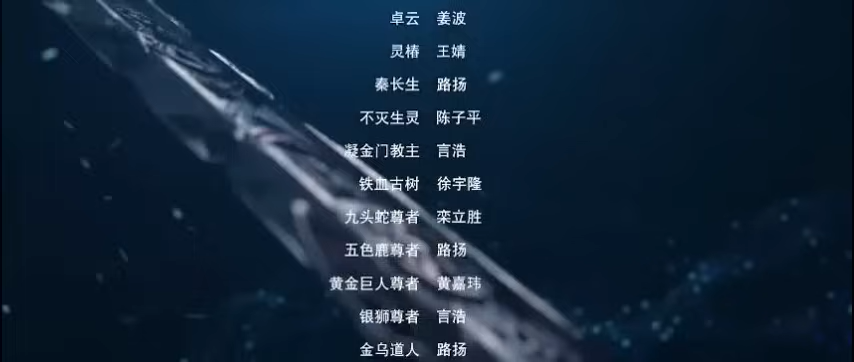 卓云 姜波
灵椿 王婧
秦长生 路扬
不灭生灵 陈子平
凝金门教主 言浩
铁血古树 徐宇隆
九头蛇尊者 栾立胜
五色鹿尊者 路扬
黄金巨人尊者 黄嘉玮
银狮尊者 言浩
金乌道人 路扬